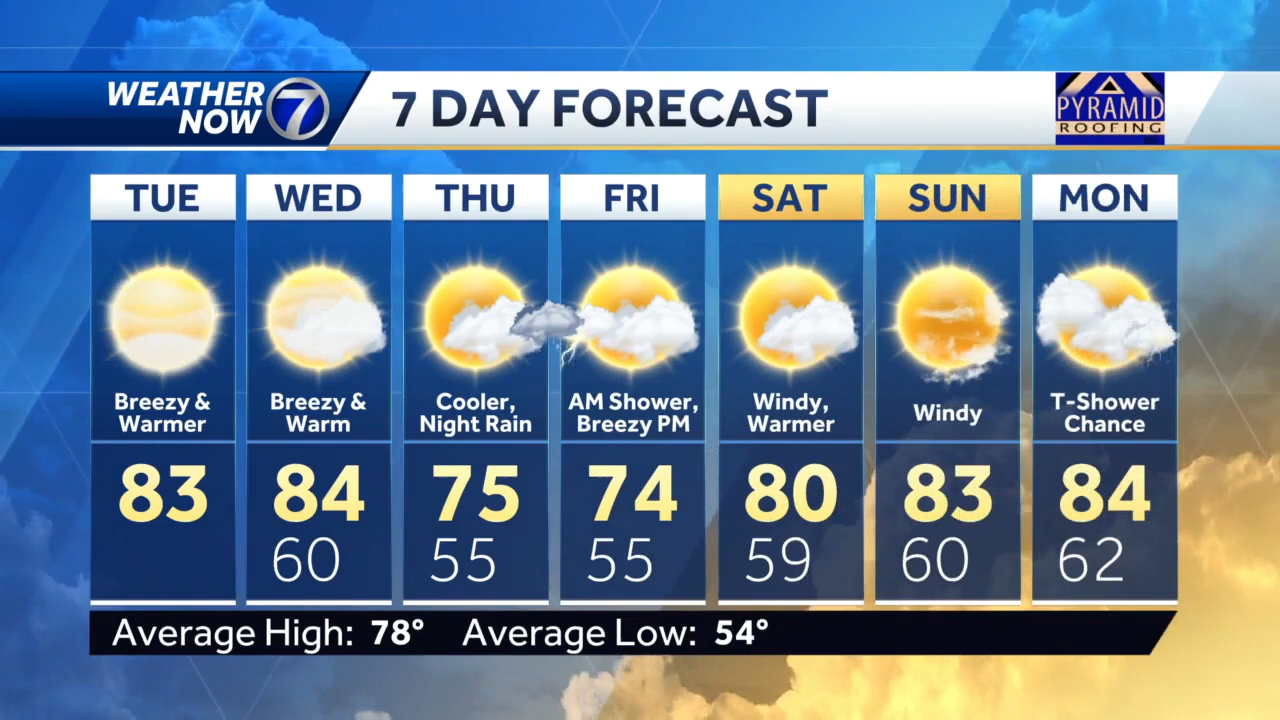 WEATHER
NOW 7
7 DAY FORECAST
PYRAMID
ROOFING
TUE WED THU FRI SAT SUN MON
Breezy &
Warmer
Breezy &
Warm
Cooler,
Night Rain
AM Shower,
Breezy PM
Windy,
Warmer
Windy
T-Shower
Chance
83 84 75 74 80 83 84
60 55 55 59 60 62
Average High: 78° Average Low: 54°